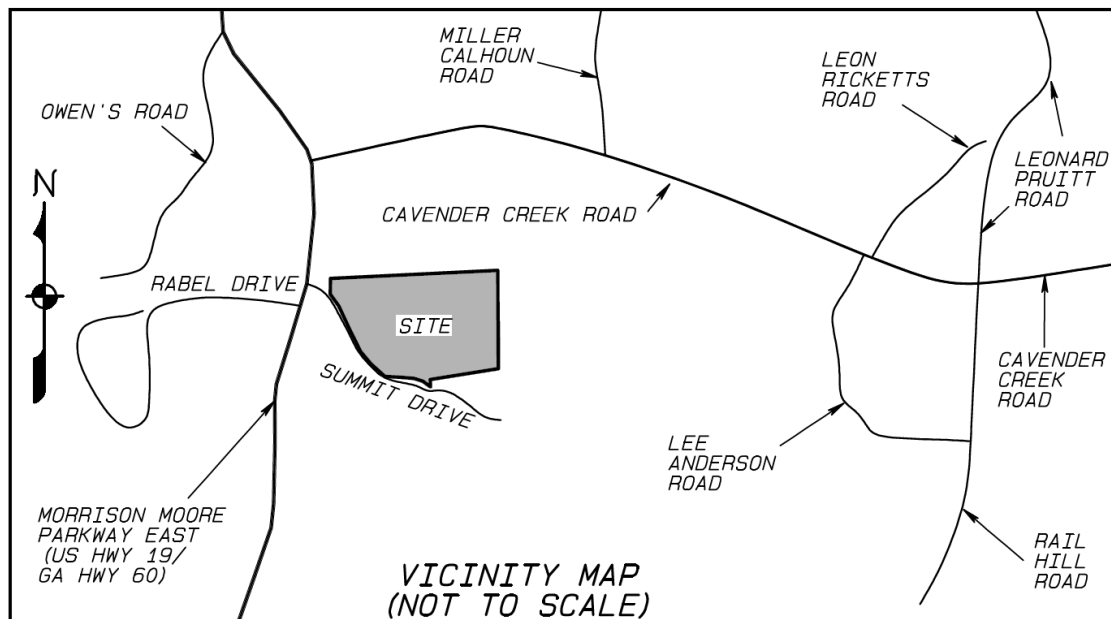 MILLER
CALHOUN
ROAD
LEON
RICKETTS
ROAD
OWEN'S ROAD
LEONARD
PRUITT
ROAD
N
CAVENDER CREEK ROAD
RABEL DRIVE
SITE
SUMMIT DRIVE
CAVENDER
CREEK
ROAD
LEE
ANDERSON
ROAD
MORRISON MOORE
PARKWAY EAST
(US HWY 19/
GA HWY 60)
RAIL
HILL
ROAD
VICINITY MAP
(NOT TO SCALE)